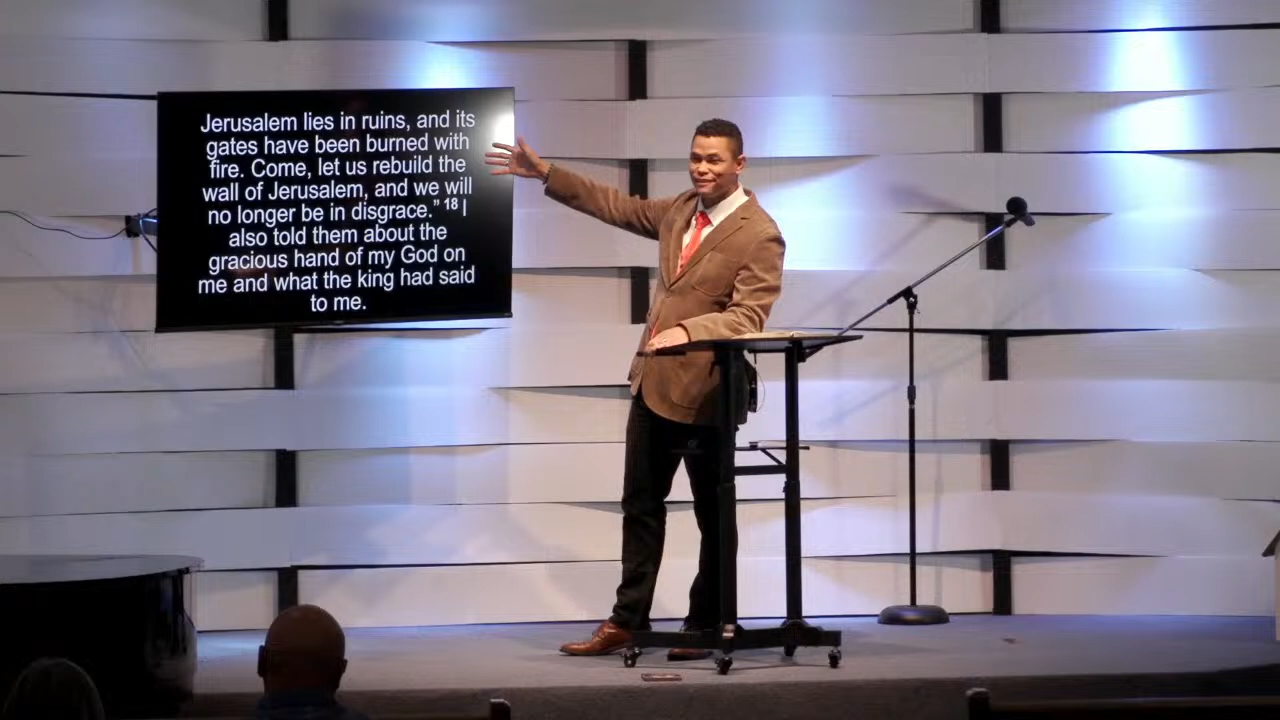 Jerusalem lies in ruins, and its
gates have been burned with
fire. Come, let us rebuild the
wall of Jerusalem, and we will
no longer be in disgrace.” 18 I
also told them about the
gracious hand of my God on
me and what the king had said
to me.